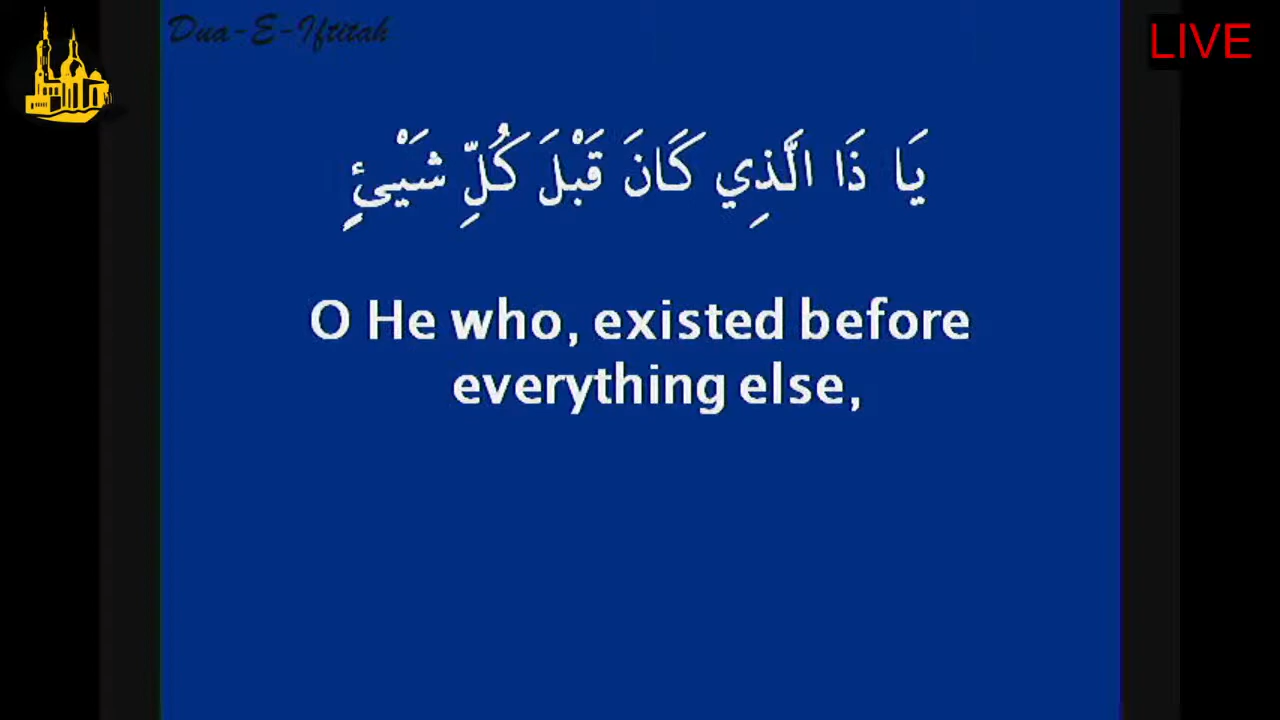 Dua-E-Iftitah
LIVE
يَا ذَا الَّذِي كَانَ قَبْلَ كُلِّ شَيْئٍ
O He who, existed before
everything else,